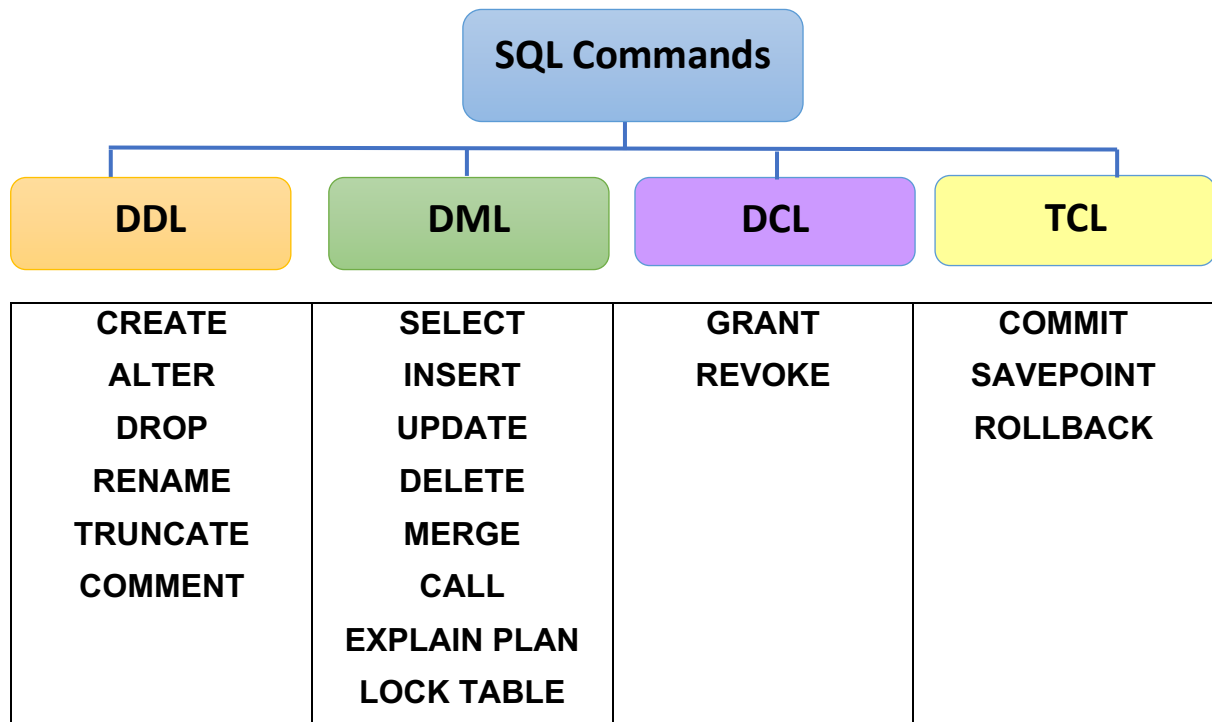 SQL Commands
DDL
DML
DCL
TCL
CREATE
ALTER
DROP
RENAME
TRUNCATE
COMMENT
SELECT
INSERT
UPDATE
DELETE
MERGE
CALL
EXPLAIN PLAN
LOCK TABLE
GRANT
REVOKE
COMMIT
SAVEPOINT
ROLLBACK